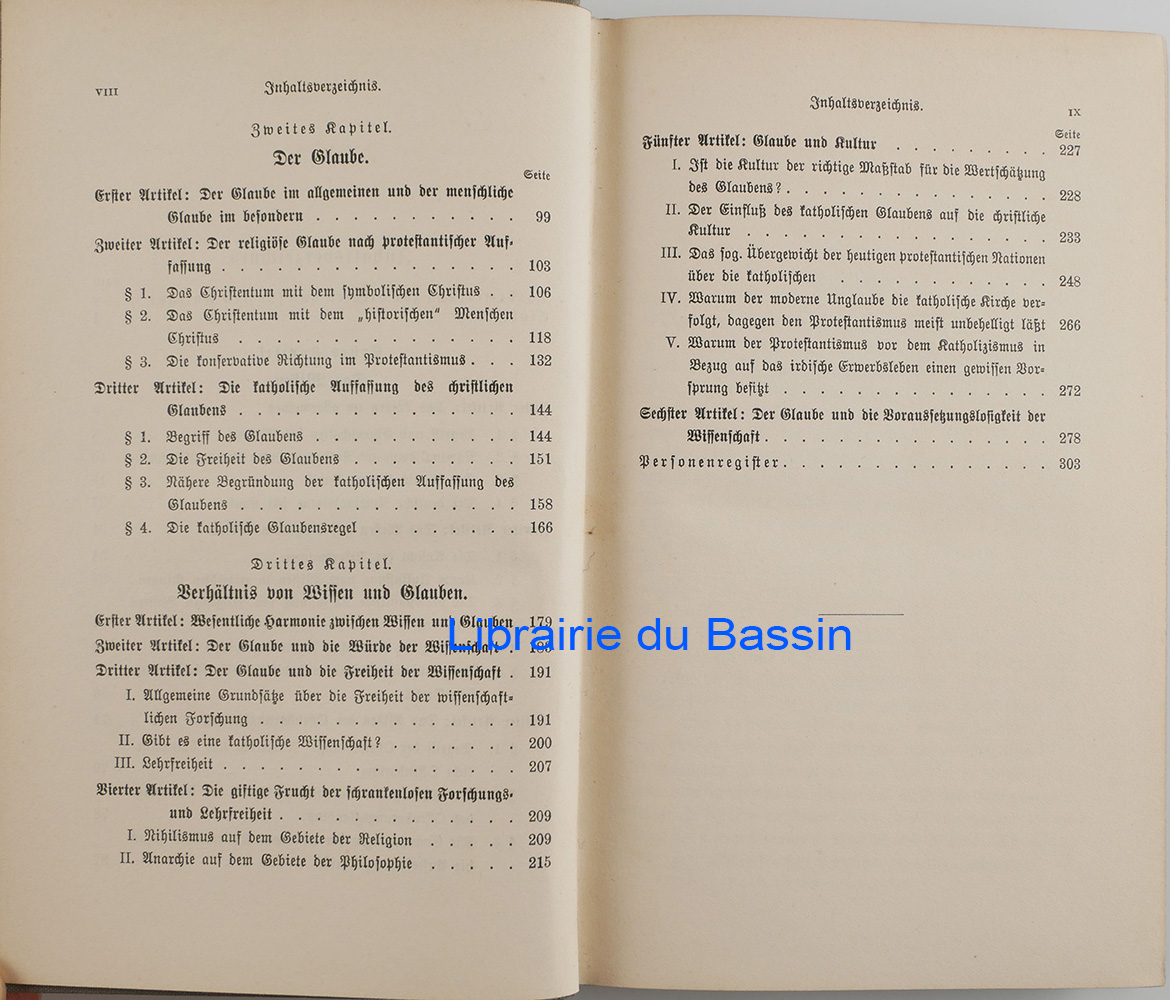 VIII
Inhaltsverzeichnis.
Zweites Kapitel.
Der Glaube.
Seite
Erster Artikel: Der Glaube im allgemeinen und der menschliche
Glaube im besondern . . . . . . . . . . 99
Zweiter Artikel: Der religiöse Glaube nach protestantischer Auf-
fassung . . . . . . . . . . . . . 103
§ 1. Das Christentum mit dem symbolischen Christus . . 106
§ 2. Das Christentum mit dem „historischen" Menschen
Christus . . . . . . . . . . . . . 118
§ 3. Die konservative Richtung im Protestantismus . . . 132
Dritter Artikel: Die katholische Auffassung des christlichen
Glaubens . . . . . . . . . . . . . 144
§ 1. Begriff des Glaubens . . . . . . . . . 144
§ 2. Die Freiheit des Glaubens . . . . . . . . 151
§ 3. Nähere Begründung der katholischen Auffassung des
Glaubens . . . . . . . . . . . . . 158
§ 4. Die katholische Glaubensregel . . . . . . . 166
Drittes Kapitel.
Verhältnis von Wissen und Glauben.
Erster Artikel: Wesentliche Harmonie zwischen Wissen und Glauben 179
Zweiter Artikel: Der Glaube und die Würde der Wissenschaft .
Dritter Artikel: Der Glaube und die Freiheit der Wissenschaft . 191
I. Allgemeine Grundsätze über die Freiheit der wissenschaft-
lichen Forschung . . . . . . . . . . . 191
II. Gibt es eine katholische Wissenschaft? . . . . . . 200
III. Lehrfreiheit . . . . . . . . . . . . . 207
Vierter Artikel: Die giftige Frucht der schrankenlosen Forschungs-
und Lehrfreiheit . . . . . . . . . . . 209
I. Nihilismus auf dem Gebiete der Religion . . . . . 209
II. Anarchie auf dem Gebiete der Philosophie . . . . . 215
Inhaltsverzeichnis.
IX
Seite
Fünfter Artikel: Glaube und Kultur . . . . . . . . 227
I. Ist die Kultur der richtige Maßstab für die Wertschätzung
des Glaubens? . . . . . . . . . . . . 228
II. Der Einfluß des katholischen Glaubens auf die christliche
Kultur . . . . . . . . . . . . . . 233
III. Das sog. Übergewicht der heutigen protestantischen Nationen
über die katholischen . . . . . . . . . . 248
IV. Warum der moderne Unglaube die katholische Kirche ver-
folgt, dagegen den Protestantismus meist unbehelligt läßt 266
V. Warum der Protestantismus vor dem Katholizismus in
Bezug auf das irdische Erwerbsleben einen gewissen Vor-
sprung besitzt . . . . . . . . . . . . 272
Sechster Artikel: Der Glaube und die Voraussetzungslosigkeit der
Wissenschaft . . . . . . . . . . . . . 278
Personenregister . . . . . . . . . . . . 303
Librairie du Bassin